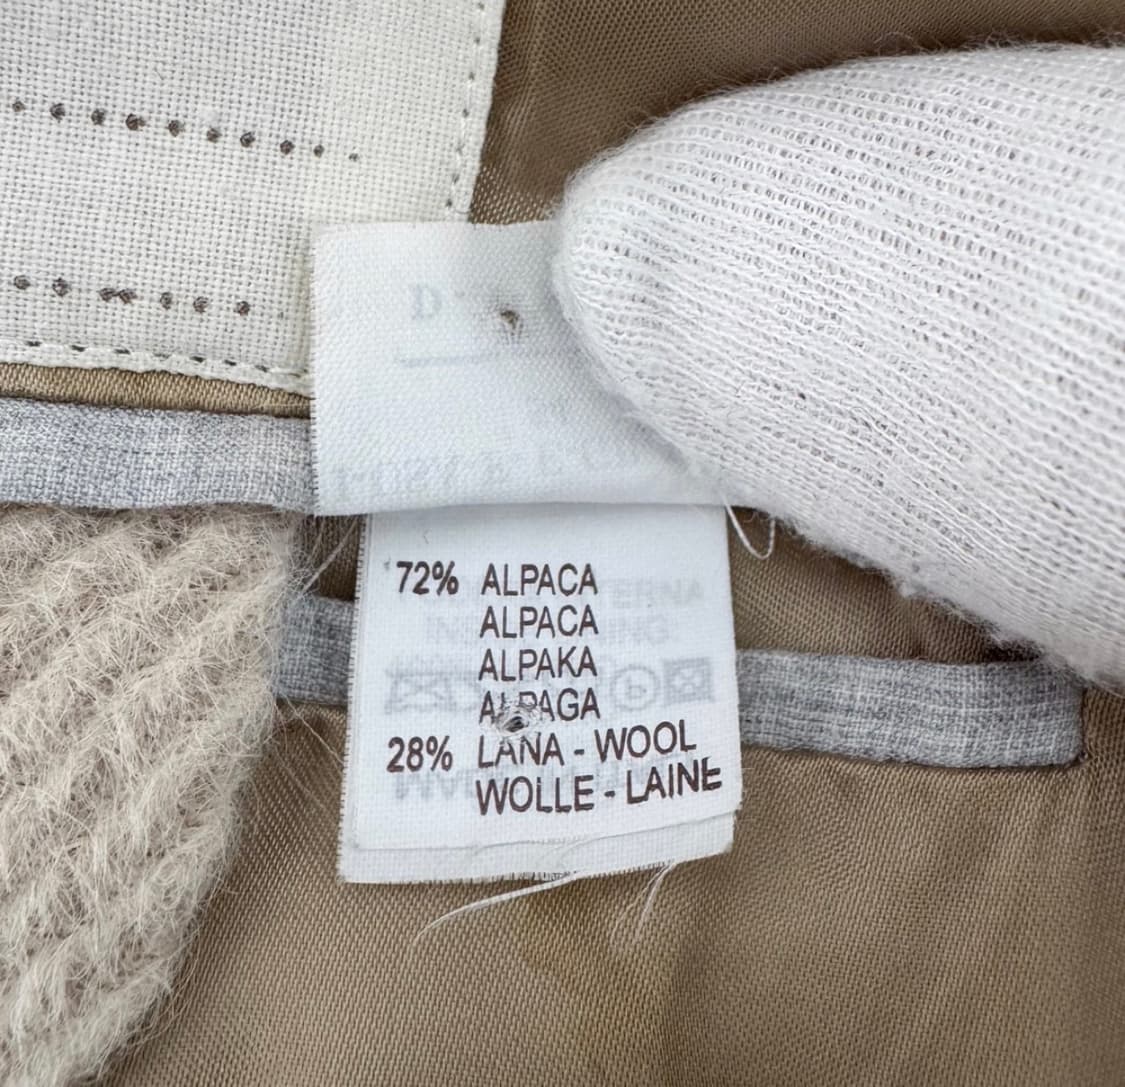 D
72% ALPACA
ALPACA
ALPAKA
ALPAGA
28% LANA - WOOL
WOLLE - LAINE